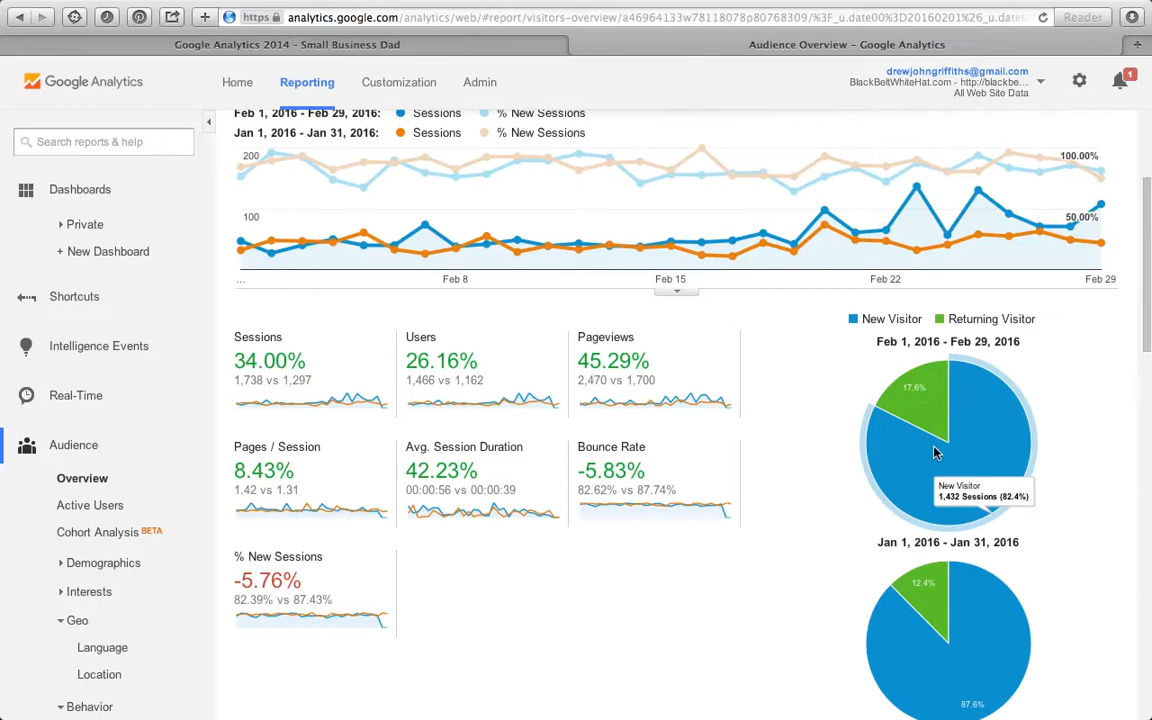 https analytics.google.com/analytics/web/#report/visitors-overview/a46964133w78118078p80768309/%3F_u.date00%3D20160201%26_u.date
Reader
Google Analytics 2014 - Small Business Dad
Audience Overview – Google Analytics
Google Analytics
Home
Reporting
Customization
Admin
drewjohngriffiths@gmail.com
BlackBeltWhiteHat.com - http://blackbe...
All Web Site Data
1
Search reports & help
Dashboards
Private
+ New Dashboard
Shortcuts
Intelligence Events
Real-Time
Audience
Overview
Active Users
Cohort Analysis BETA
Demographics
Interests
Geo
Language
Location
Behavior
Feb 1, 2016 - Feb 29, 2016: Sessions % New Sessions
Jan 1, 2016 - Jan 31, 2016: Sessions % New Sessions
200 100.00%
100 50.00%
... Feb 8 Feb 15 Feb 22 Feb 29
Sessions
34.00%
1,738 vs 1,297
Users
26.16%
1,466 vs 1,162
Pageviews
45.29%
2,470 vs 1,700
Pages / Session
8.43%
1.42 vs 1.31
Avg. Session Duration
42.23%
00:00:56 vs 00:00:39
Bounce Rate
-5.83%
82.62% vs 87.74%
% New Sessions
-5.76%
82.39% vs 87.43%
New Visitor Returning Visitor
Feb 1, 2016 - Feb 29, 2016
17.6%
New Visitor
1,432 Sessions (82.4%)
Jan 1, 2016 - Jan 31, 2016
12.4%
87.6%